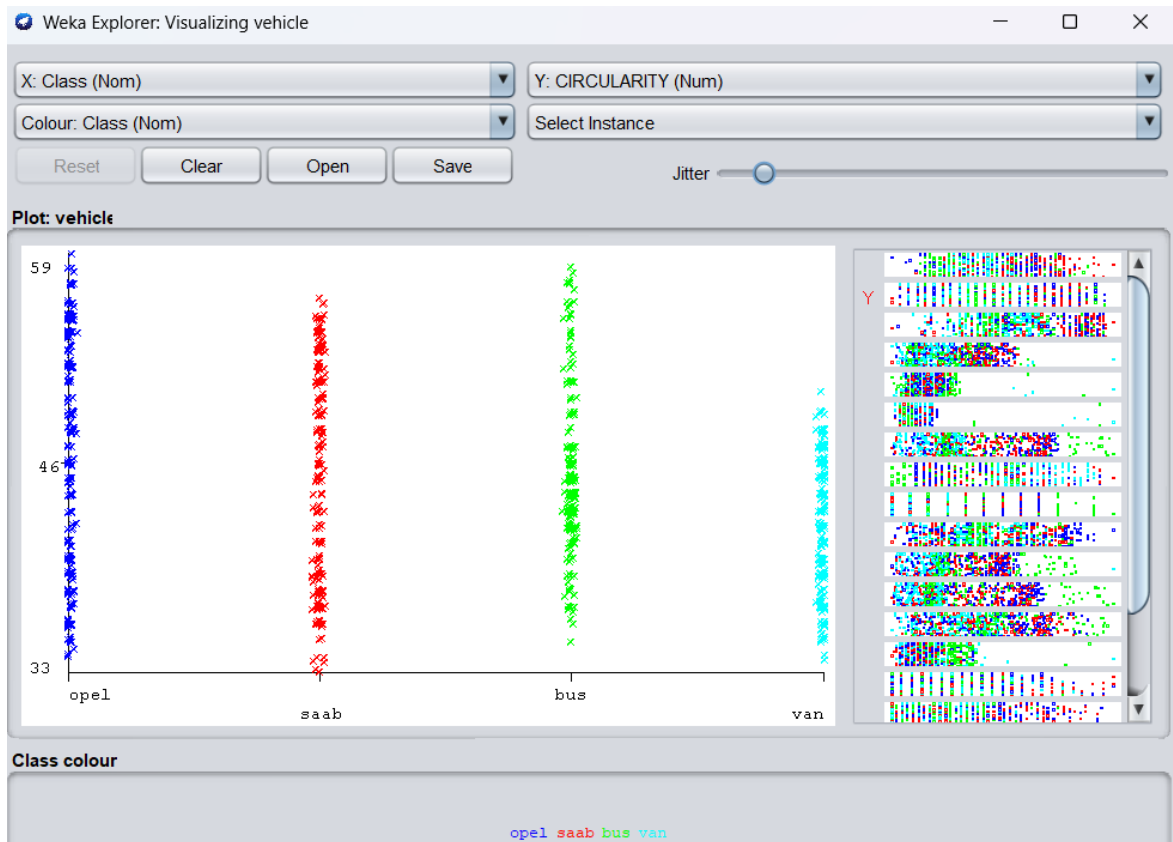 Weka Explorer: Visualizing vehicle
X: Class (Nom)
Y: CIRCULARITY (Num)
Colour: Class (Nom)
Select Instance
Reset
Clear
Open
Save
Jitter
Plot: vehicle
59
46
33
opel
saab
bus
van
Y
Class colour
opel saab bus van